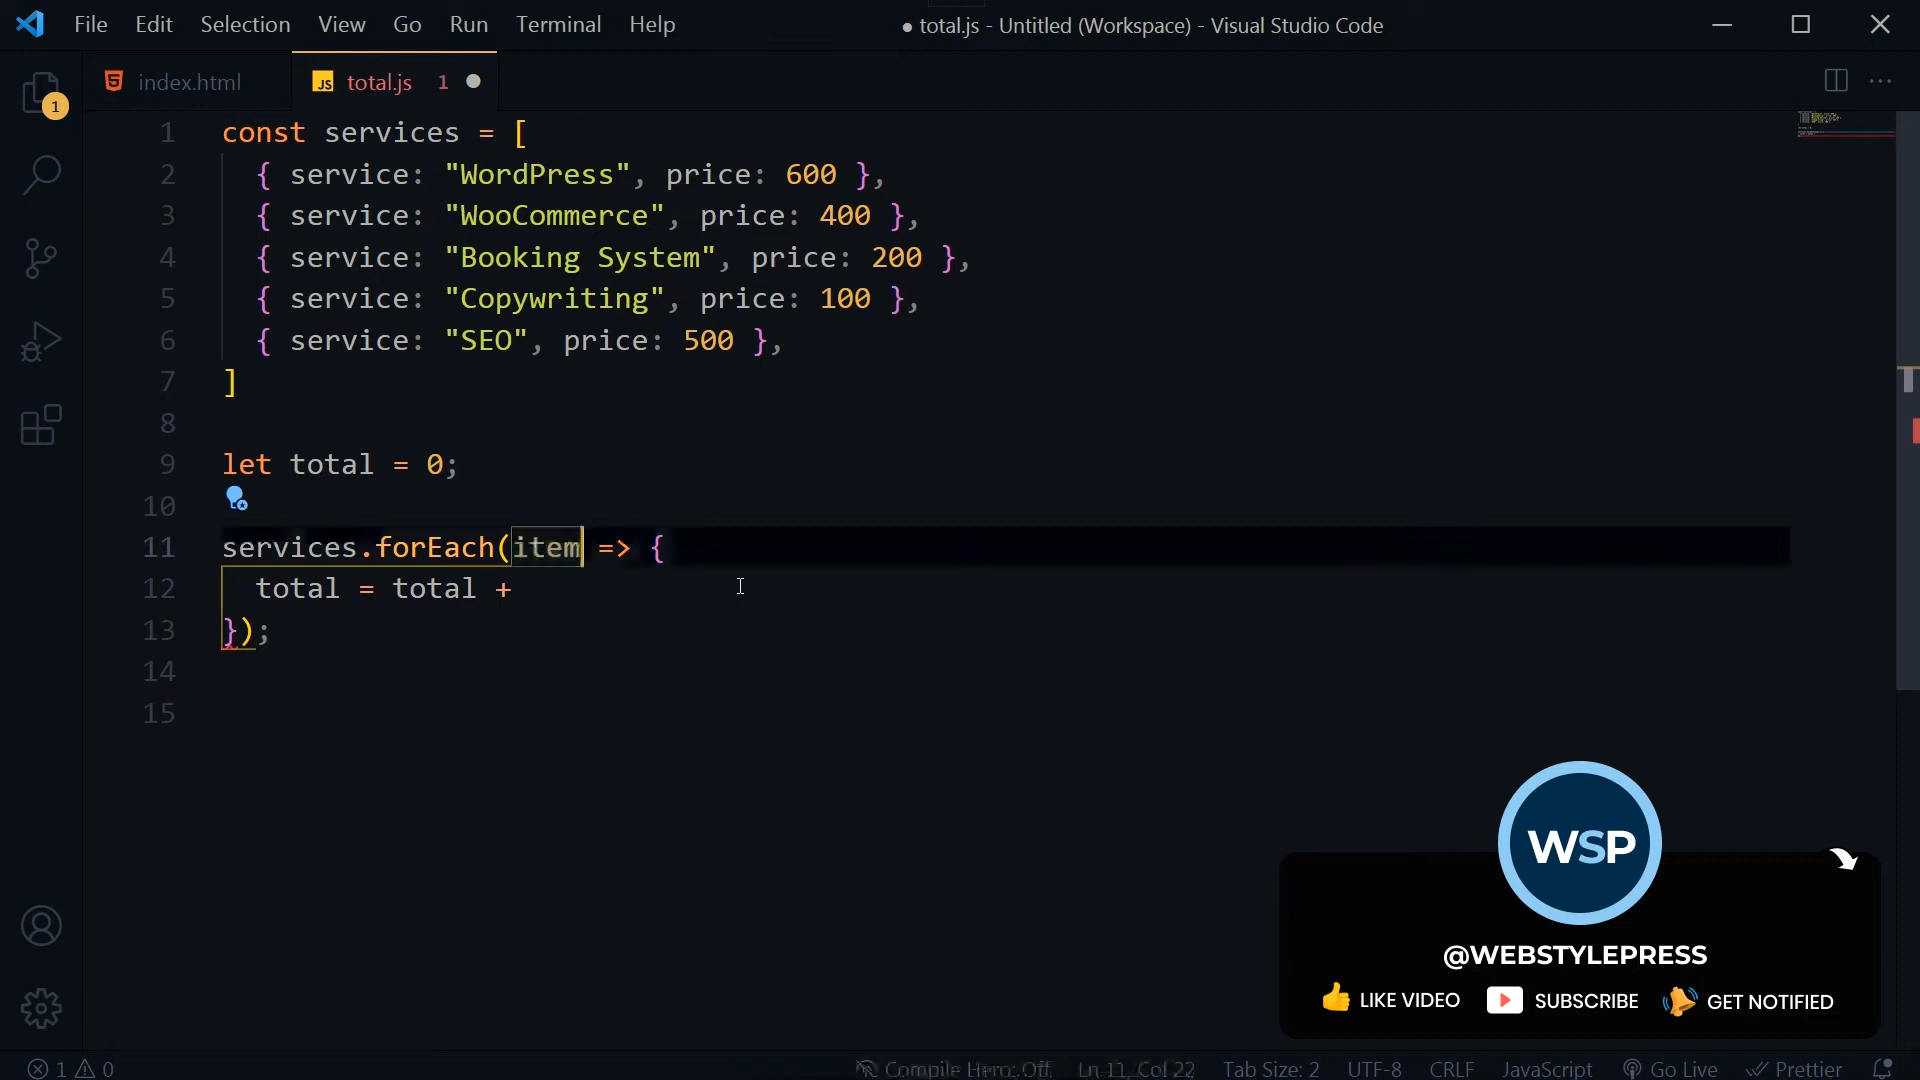 File Edit Selection View Go Run Terminal Help
● total.js - Untitled (Workspace) - Visual Studio Code
index.html
JS total.js 1
1
1 const services = [
2 { service: "WordPress", price: 600 },
3 { service: "WooCommerce", price: 400 },
4 { service: "Booking System", price: 200 },
5 { service: "Copywriting", price: 100 },
6 { service: "SEO", price: 500 },
7 ]
8
9 let total = 0;
10
11 services.forEach(item => {
12 total = total +
13 });
14
15
WSP
@WEBSTYLEPRESS
LIKE VIDEO SUBSCRIBE GET NOTIFIED
1 0 Compile Hero: Off Ln 11, Col 22 Tab Size: 2 UTF-8 CRLF JavaScript Go Live Prettier